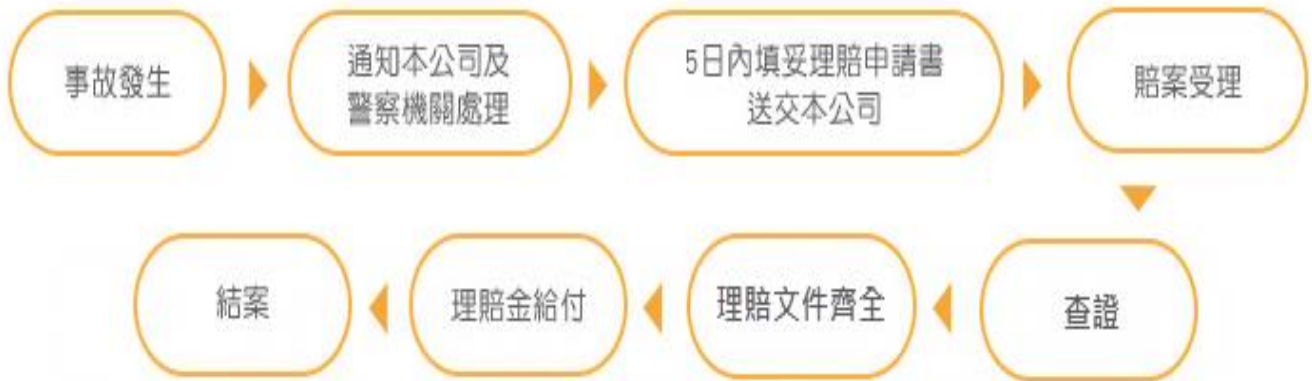 事故發生
通知本公司及
警察機關處理
5日內填妥理賠申請書
送交本公司
賠案受理
查證
理賠文件齊全
理賠金給付
結案